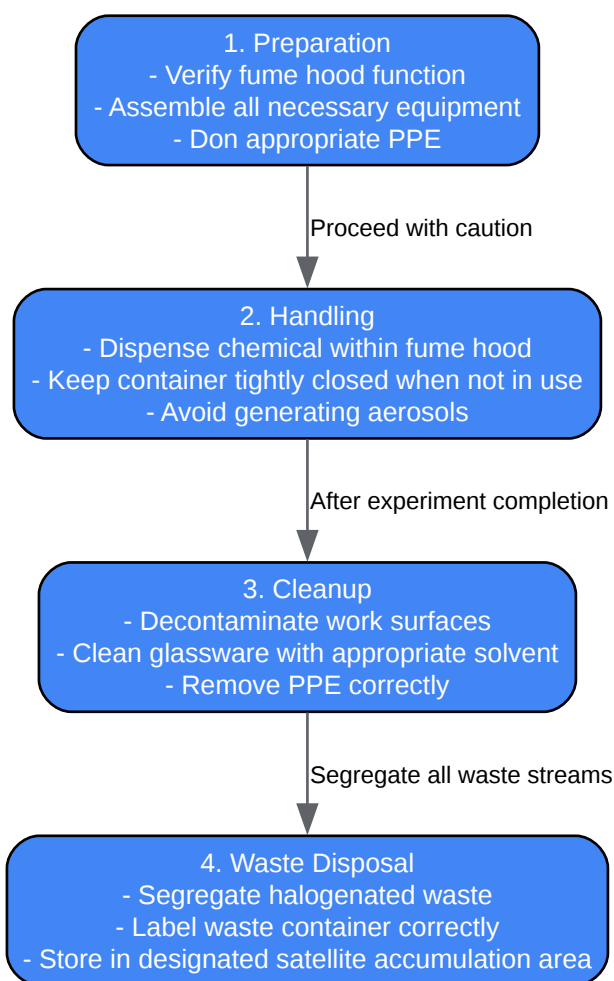 1. Preparation
- Verify fume hood function
- Assemble all necessary equipment
- Don appropriate PPE
Proceed with caution
2. Handling
- Dispense chemical within fume hood
- Keep container tightly closed when not in use
- Avoid generating aerosols
After experiment completion
3. Cleanup
- Decontaminate work surfaces
- Clean glassware with appropriate solvent
- Remove PPE correctly
Segregate all waste streams
4. Waste Disposal
- Segregate halogenated waste
- Label waste container correctly
- Store in designated satellite accumulation area